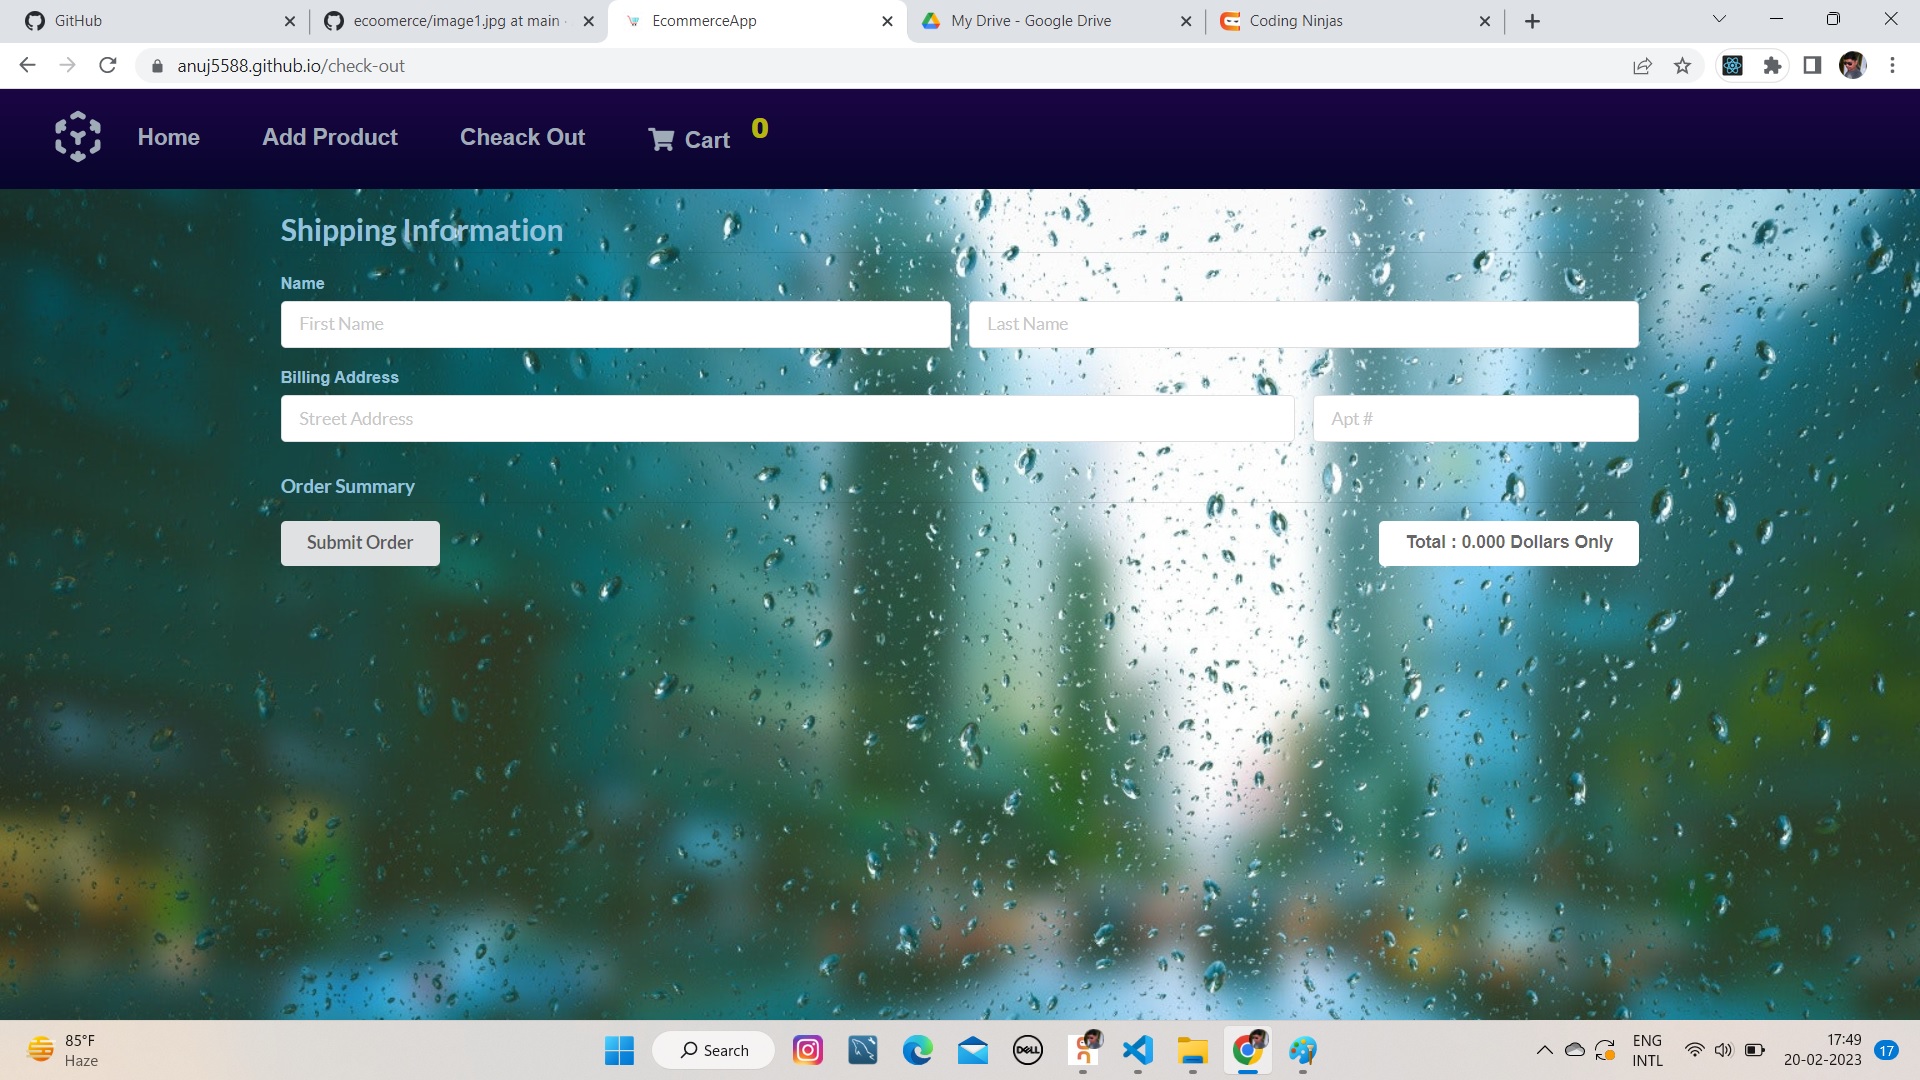 GitHub
ecoomerce/image1.jpg at main
EcommerceApp
My Drive - Google Drive
Coding Ninjas
anuj5588.github.io/check-out
Home
Add Product
Cheack Out
Cart
0
Shipping Information
Name
First Name
Last Name
Billing Address
Street Address
Apt #
Order Summary
Submit Order
Total : 0.000 Dollars Only
85°F
Haze
Search
DELL
ENG
INTL
17:49
20-02-2023
17